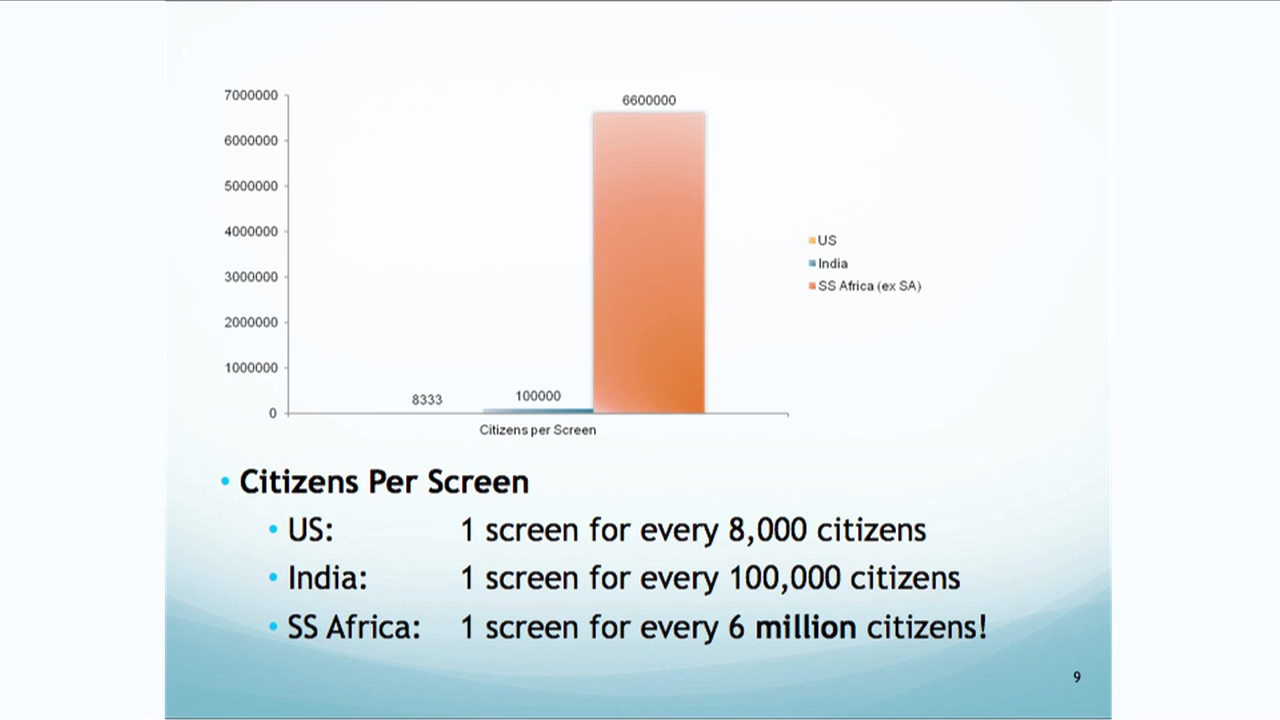 7000000
6000000
5000000
4000000
3000000
2000000
1000000
0
8333
100000
6600000
Citizens per Screen
US
India
SS Africa (ex SA)
• Citizens Per Screen
• US: 1 screen for every 8,000 citizens
• India: 1 screen for every 100,000 citizens
• SS Africa: 1 screen for every 6 million citizens!
9